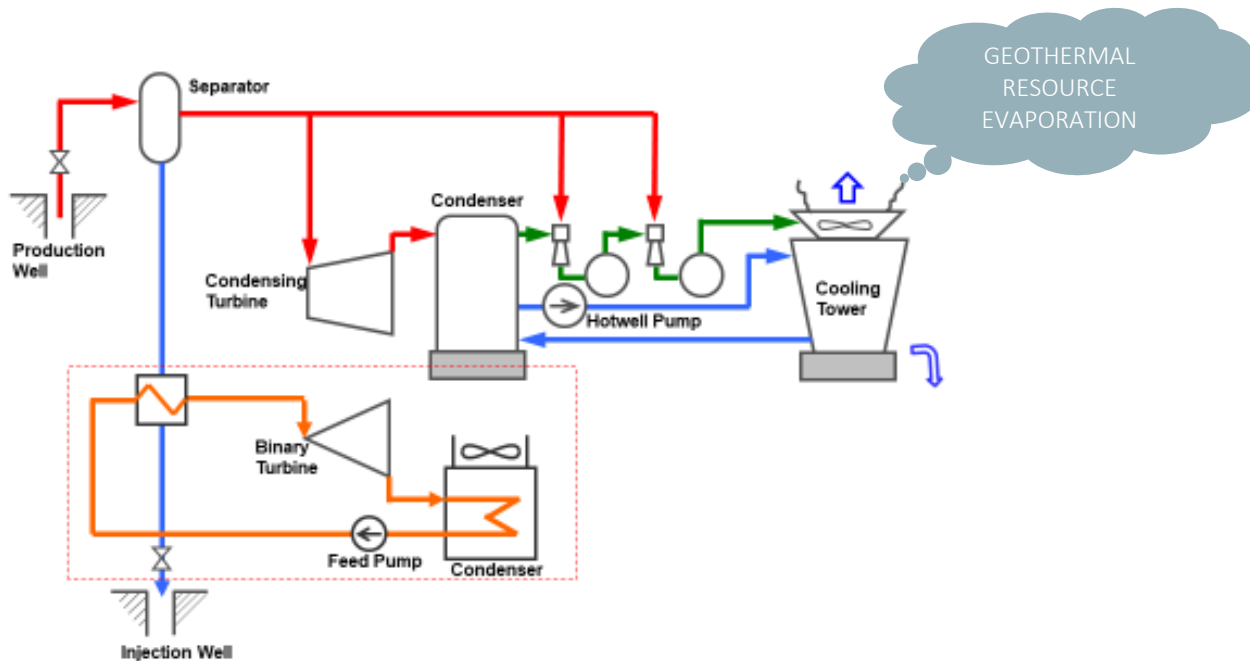 GEOTHERMAL
RESOURCE
EVAPORATION
Separator
Production
Well
Condenser
Condensing
Turbine
Hotwell Pump
Cooling
Tower
Binary
Turbine
Feed Pump
Condenser
Injection Well